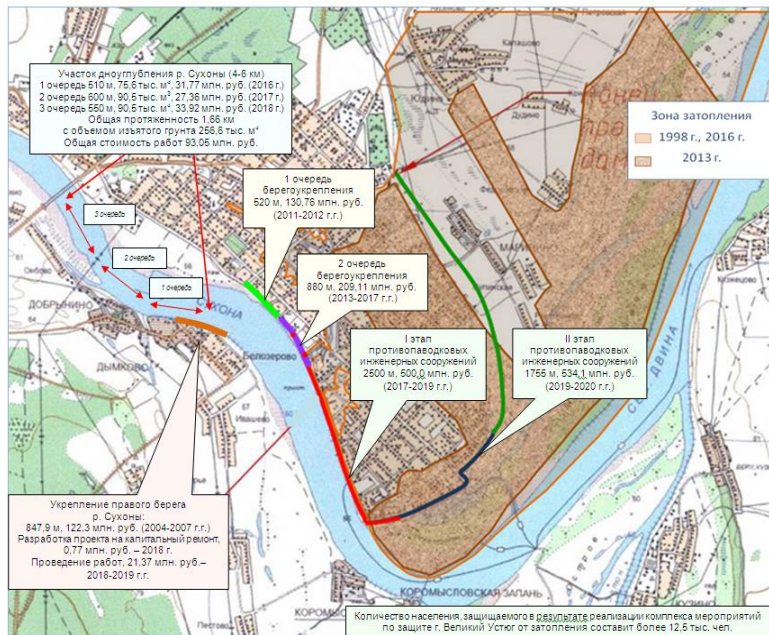 Участок дноуглубления р. Сухоны (4-6 км)
1 очередь 510 м, 75,6 тыс. м³, 31,77 млн. руб. (2016 г.)
2 очередь 600 м, 90,5 тыс. м³, 27,36 млн. руб. (2017 г.)
3 очередь 550 м, 90,5 тыс. м³, 33,92 млн. руб. (2018 г.)
Общая протяженность 1,66 км
с объемом изъятого грунта 256,6 тыс. м³
Общая стоимость работ 93,05 млн. руб.
Зона затопления
1998 г., 2016 г.
2013 г.
1 очередь
берегоукрепления
520 м, 130,76 млн. руб.
(2011-2012 г.г.)
2 очередь
берегоукрепления
880 м, 209,11 млн. руб.
(2013-2017 г.г.)
3 очередь
2 очередь
1 очередь
I этап
противопаводковых
инженерных сооружений
2500 м, 500,0 млн. руб.
(2017-2019 г.г.)
II этап
противопаводковых
инженерных сооружений
1755 м, 534,1 млн. руб.
(2019-2020 г.г.)
Укрепление правого берега
р. Сухоны:
847,9 м, 122,3 млн. руб. (2004-2007 г.г.)
Разработка проекта на капитальный ремонт,
0,77 млн. руб. – 2018 г.
Проведение работ, 21,37 млн. руб.–
2018-2019 г.г.
Количество населения, защищаемого в результате реализации комплекса мероприятий
по защите г. Великий Устюг от затопления составит более 12,5 тыс. чел.
Юдино
Дудино
СУХОНА
ДОБРЫНИНО
ДЫМКОВО
Белозерово
Ивашево
КОРОМЫСЛОВСКАЯ ЗАПАНЬ
Пестово
Кузнецово
ДВИНА